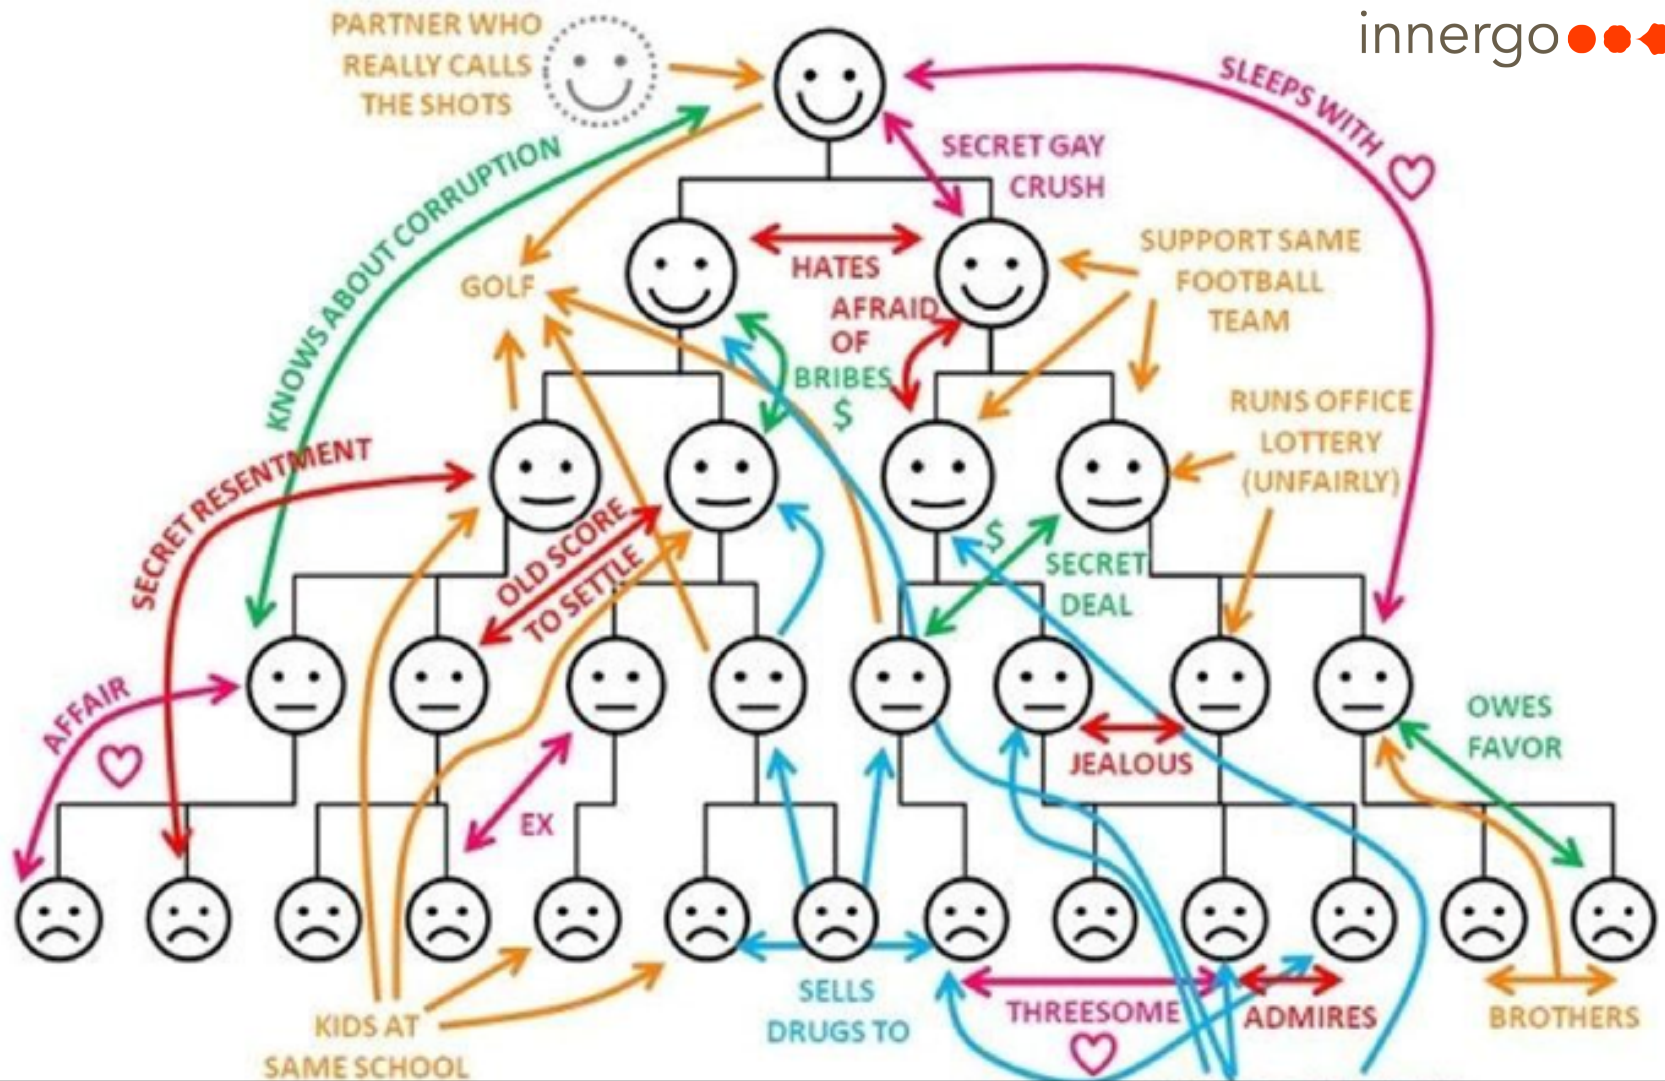 innergo
PARTNER WHO
REALLY CALLS
THE SHOTS
SLEEPS WITH
SECRET GAY
CRUSH
KNOWS ABOUT CORRUPTION
GOLF
HATES
SUPPORT SAME
FOOTBALL
TEAM
AFRAID
OF
BRIBES
$
RUNS OFFICE
LOTTERY
(UNFAIRLY)
SECRET RESENTMENT
OLD SCORE
TO SETTLE
$
SECRET
DEAL
AFFAIR
OWES
FAVOR
JEALOUS
EX
SELLS
DRUGS TO
THREESOME
ADMIRES
BROTHERS
KIDS AT
SAME SCHOOL